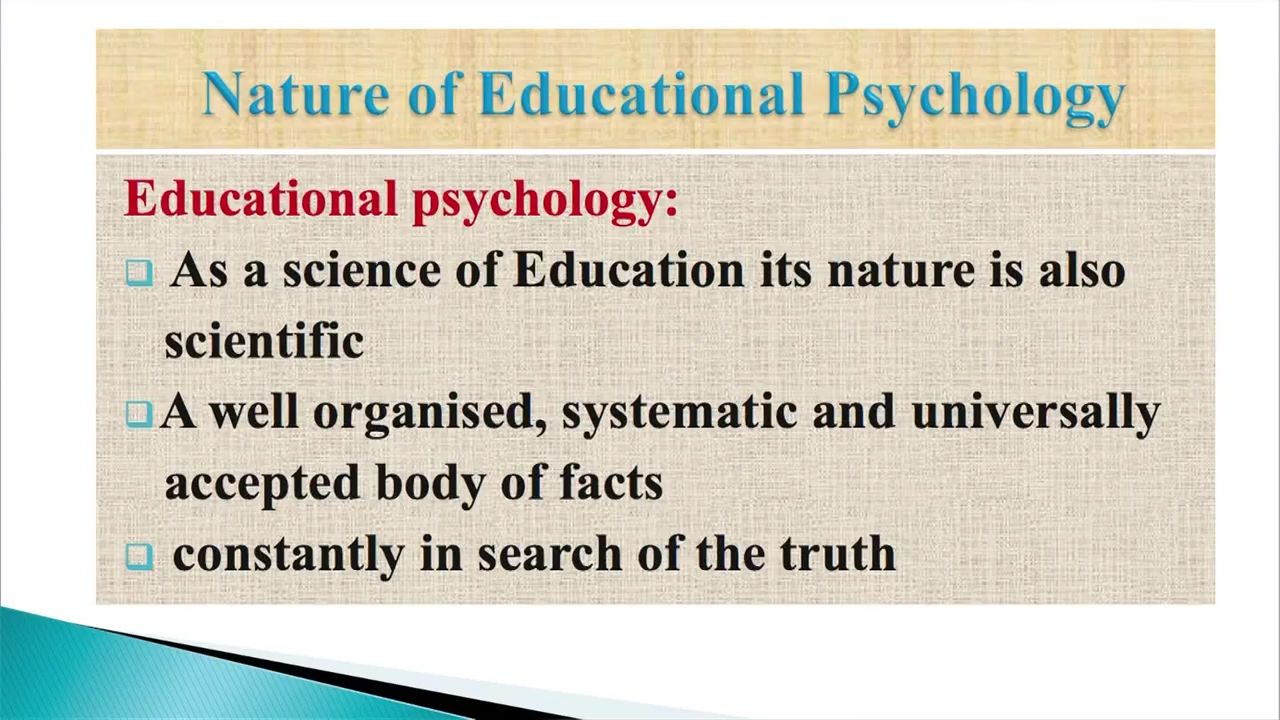 Nature of Educational Psychology
Educational psychology:
As a science of Education its nature is also
scientific
A well organised, systematic and universally
accepted body of facts
constantly in search of the truth